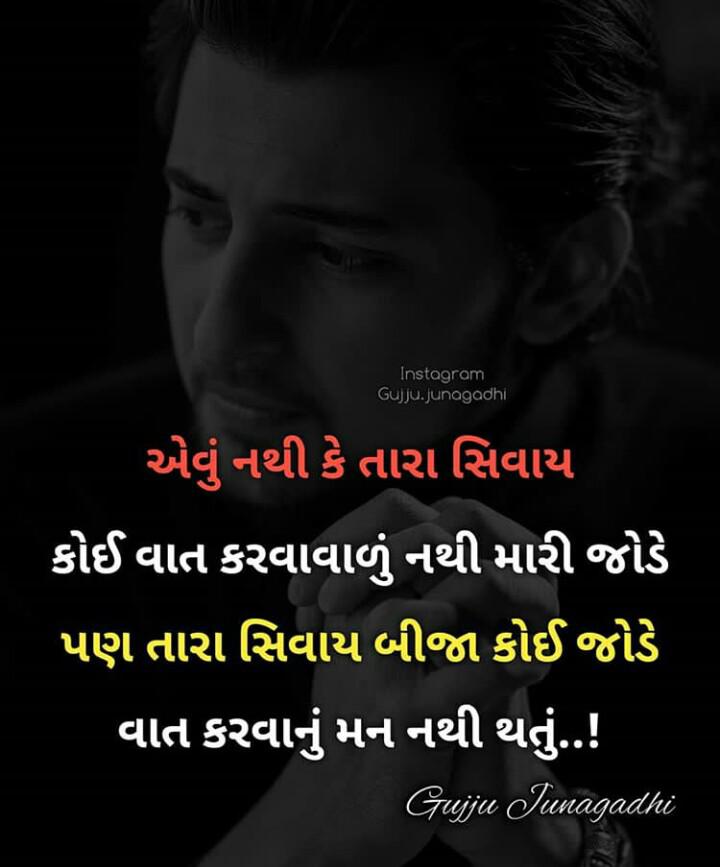 Instagram
Gujju.junagadhi
એવું નથી કે તારા સિવાય
કોઈ વાત કરવાવાળું નથી મારી જોડે
પણ તારા સિવાય બીજા કોઈ જોડે
વાત કરવાનું મન નથી થતું..!
Gujju Junagadhi